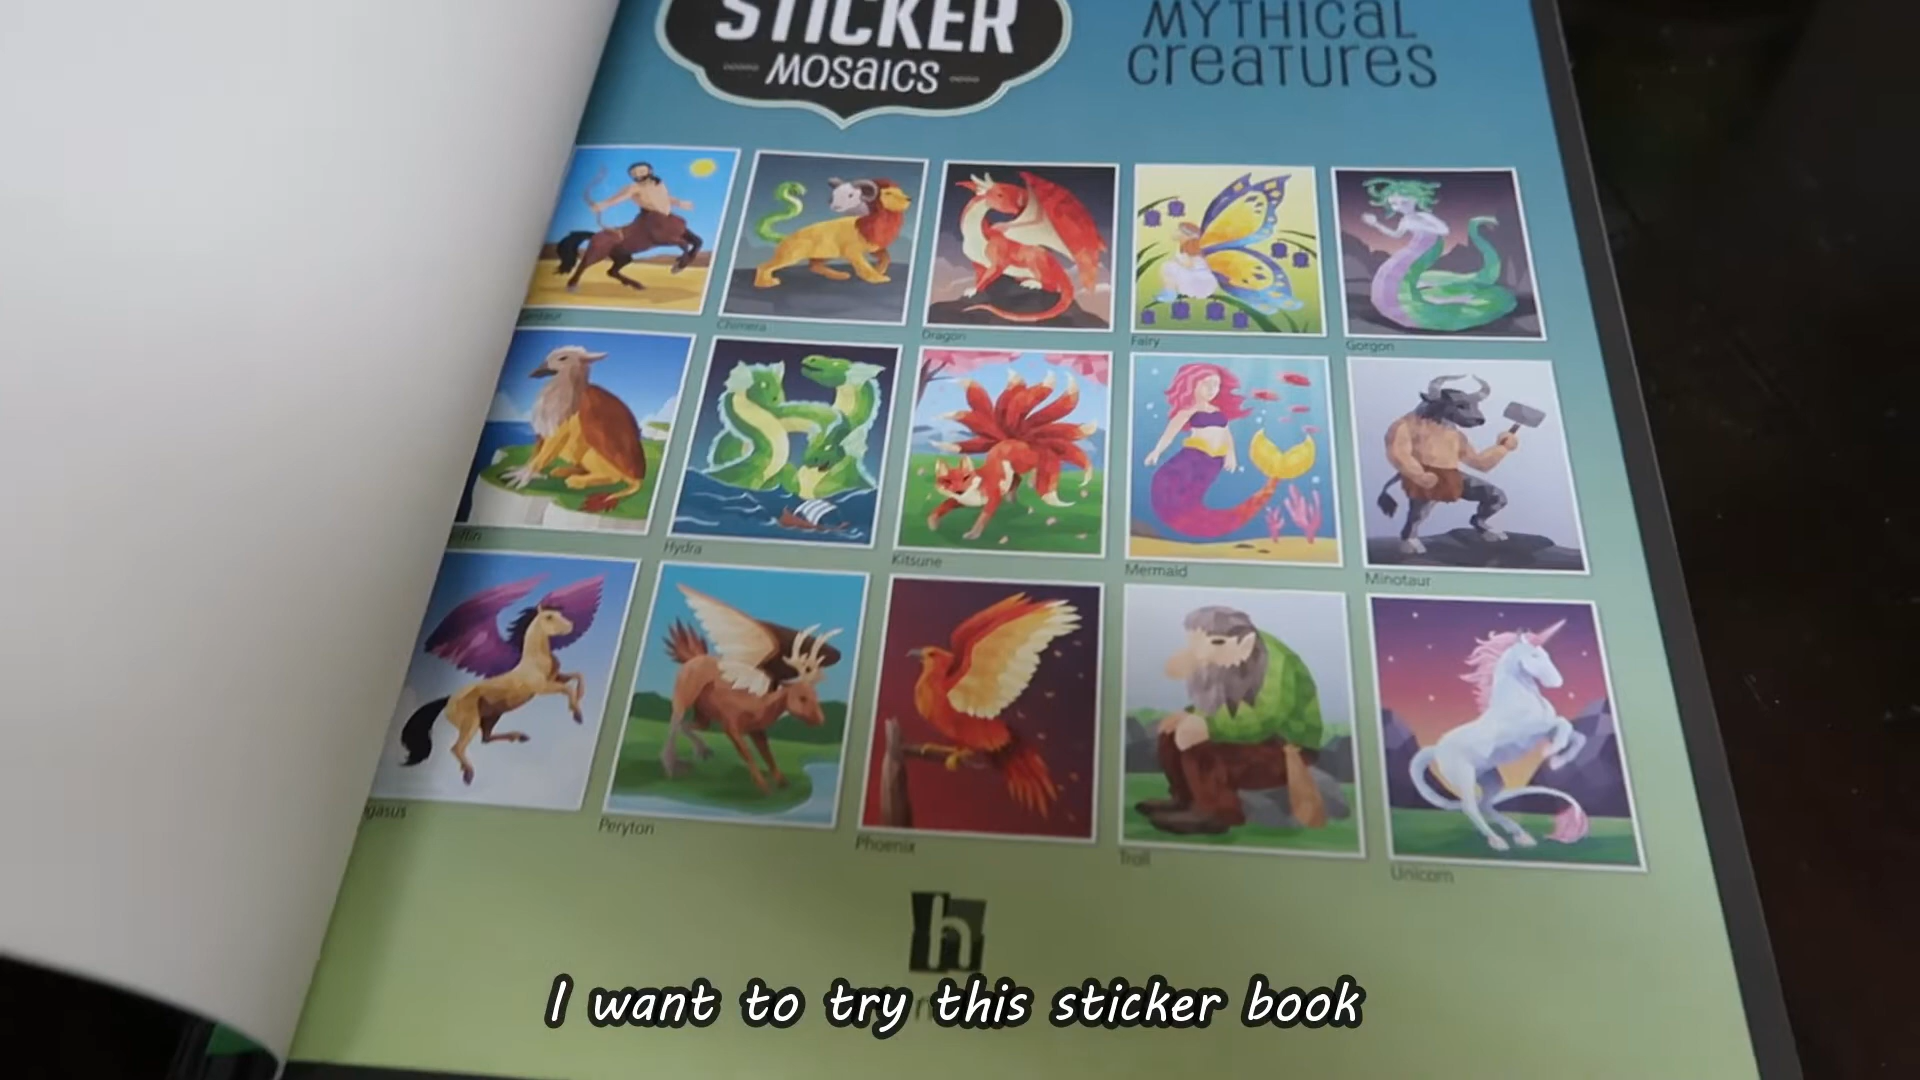 STICKER
MOSAICS
MYTHICAL
creatures
Chimera
Dragon
Fairy
Gorgon
Hydra
Kitsune
Mermaid
Minotaur
Peryton
Phoenix
Troll
Unicorn
h
I want to try this sticker book